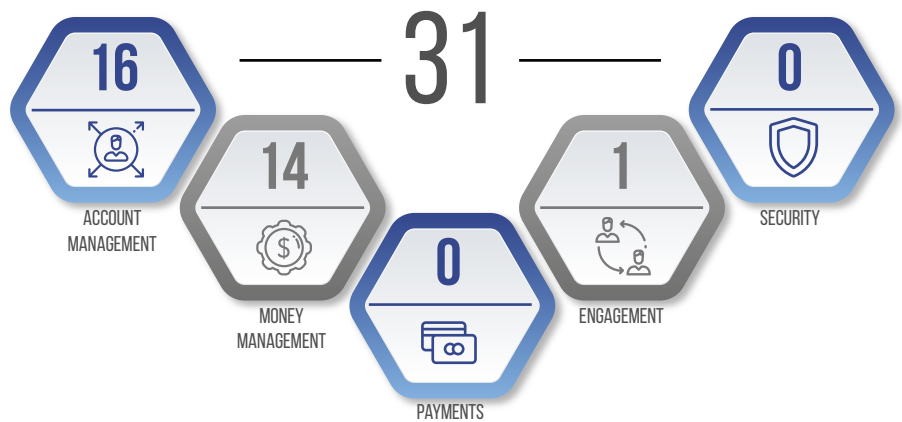 31
16
ACCOUNT
MANAGEMENT
14
MONEY
MANAGEMENT
0
PAYMENTS
1
ENGAGEMENT
0
SECURITY